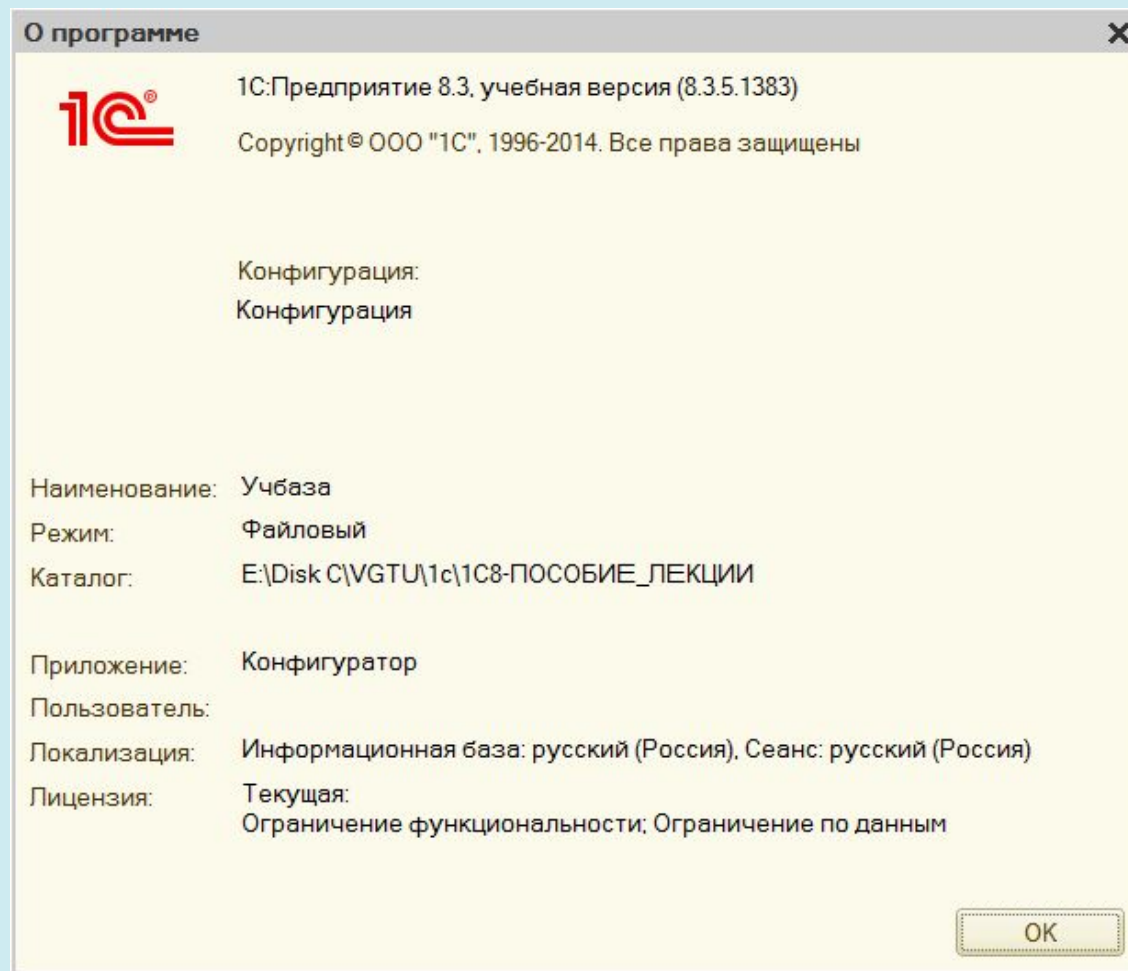 О программе
1С®
1С:Предприятие 8.3, учебная версия (8.3.5.1383)
Copyright © ООО "1С", 1996-2014. Все права защищены
Конфигурация:
Конфигурация
Наименование: Учбаза
Режим: Файловый
Каталог: E:\Disk C\VGTU\1c\1C8-ПОСОБИЕ_ЛЕКЦИИ
Приложение: Конфигуратор
Пользователь:
Локализация: Информационная база: русский (Россия), Сеанс: русский (Россия)
Лицензия: Текущая:
Ограничение функциональности; Ограничение по данным
OK